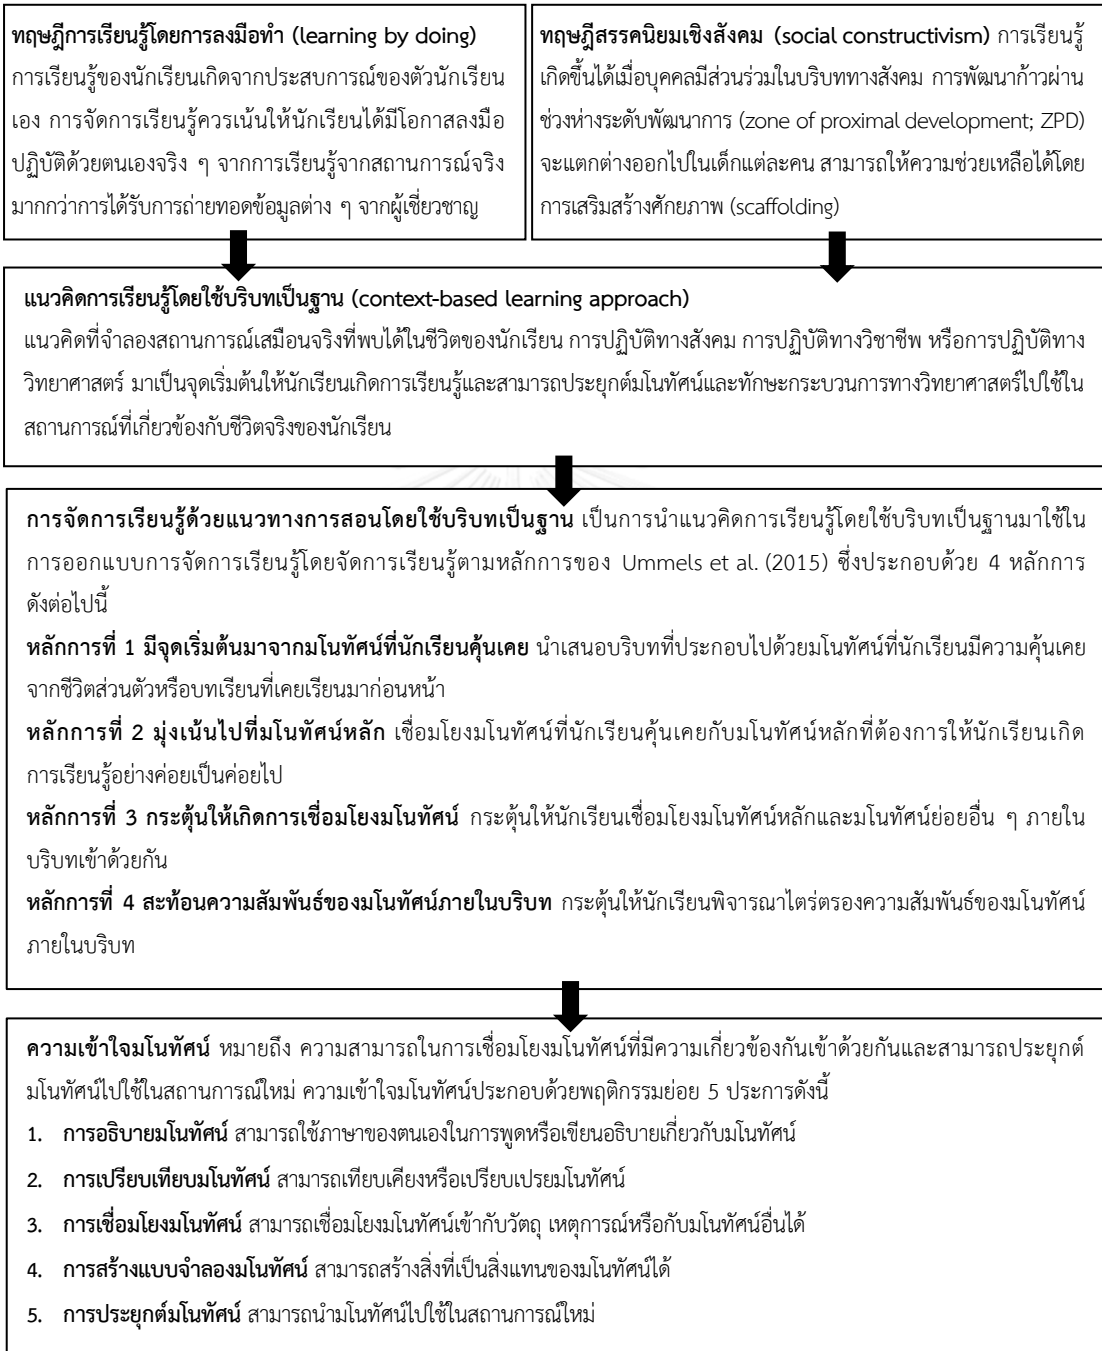 ทฤษฎีการเรียนรู้โดยการลงมือทำ (learning by doing)
การเรียนรู้ของนักเรียนเกิดจากประสบการณ์ของตัวนักเรียน
เอง การจัดการเรียนรู้ควรเน้นให้นักเรียนได้มีโอกาสลงมือ
ปฏิบัติด้วยตนเองจริง ๆ จากการเรียนรู้จากสถานการณ์จริง
มากกว่าการได้รับการถ่ายทอดข้อมูลต่าง ๆ จากผู้เชี่ยวชาญ
ทฤษฎีสรรคนิยมเชิงสังคม (social constructivism) การเรียนรู้
เกิดขึ้นได้เมื่อบุคคลมีส่วนร่วมในบริบททางสังคม การพัฒนาก้าวผ่าน
ช่วงห่างระดับพัฒนาการ (zone of proximal development; ZPD)
จะแตกต่างออกไปในเด็กแต่ละคน สามารถให้ความช่วยเหลือได้โดย
การเสริมสร้างศักยภาพ (scaffolding)
แนวคิดการเรียนรู้โดยใช้บริบทเป็นฐาน (context-based learning approach)
แนวคิดที่จำลองสถานการณ์เสมือนจริงที่พบได้ในชีวิตของนักเรียน การปฏิบัติทางสังคม การปฏิบัติทางวิชาชีพ หรือการปฏิบัติทาง
วิทยาศาสตร์ มาเป็นจุดเริ่มต้นให้นักเรียนเกิดการเรียนรู้และสามารถประยุกต์มโนทัศน์และทักษะกระบวนการทางวิทยาศาสตร์ไปใช้ใน
สถานการณ์ที่เกี่ยวข้องกับชีวิตจริงของนักเรียน
การจัดการเรียนรู้ด้วยแนวทางการสอนโดยใช้บริบทเป็นฐาน เป็นการนำแนวคิดการเรียนรู้โดยใช้บริบทเป็นฐานมาใช้ใน
การออกแบบการจัดการเรียนรู้โดยจัดการเรียนรู้ตามหลักการของ Ummels et al. (2015) ซึ่งประกอบด้วย 4 หลักการ
ดังต่อไปนี้
หลักการที่ 1 มีจุดเริ่มต้นมาจากมโนทัศน์ที่นักเรียนคุ้นเคย นำเสนอบริบทที่ประกอบไปด้วยมโนทัศน์ที่นักเรียนมีความคุ้นเคย
จากชีวิตส่วนตัวหรือบทเรียนที่เคยเรียนมาก่อนหน้า
หลักการที่ 2 มุ่งเน้นไปที่มโนทัศน์หลัก เชื่อมโยงมโนทัศน์ที่นักเรียนคุ้นเคยกับมโนทัศน์หลักที่ต้องการให้นักเรียนเกิด
การเรียนรู้อย่างค่อยเป็นค่อยไป
หลักการที่ 3 กระตุ้นให้เกิดการเชื่อมโยงมโนทัศน์ กระตุ้นให้นักเรียนเชื่อมโยงมโนทัศน์หลักและมโนทัศน์ย่อยอื่น ๆ ภายใน
บริบทเข้าด้วยกัน
หลักการที่ 4 สะท้อนความสัมพันธ์ของมโนทัศน์ภายในบริบท กระตุ้นให้นักเรียนพิจารณาไตร่ตรองความสัมพันธ์ของมโนทัศน์
ภายในบริบท
ความเข้าใจมโนทัศน์ หมายถึง ความสามารถในการเชื่อมโยงมโนทัศน์ที่มีความเกี่ยวข้องกันเข้าด้วยกันและสามารถประยุกต์
มโนทัศน์ไปใช้ในสถานการณ์ใหม่ ความเข้าใจมโนทัศน์ประกอบด้วยพฤติกรรมย่อย 5 ประการดังนี้
1. การอธิบายมโนทัศน์ สามารถใช้ภาษาของตนเองในการพูดหรือเขียนอธิบายเกี่ยวกับมโนทัศน์
2. การเปรียบเทียบมโนทัศน์ สามารถเทียบเคียงหรือเปรียบเปรยมโนทัศน์
3. การเชื่อมโยงมโนทัศน์ สามารถเชื่อมโยงมโนทัศน์เข้ากับวัตถุ เหตุการณ์หรือกับมโนทัศน์อื่นได้
4. การสร้างแบบจำลองมโนทัศน์ สามารถสร้างสิ่งที่เป็นสิ่งแทนของมโนทัศน์ได้
5. การประยุกต์มโนทัศน์ สามารถนำมโนทัศน์ไปใช้ในสถานการณ์ใหม่